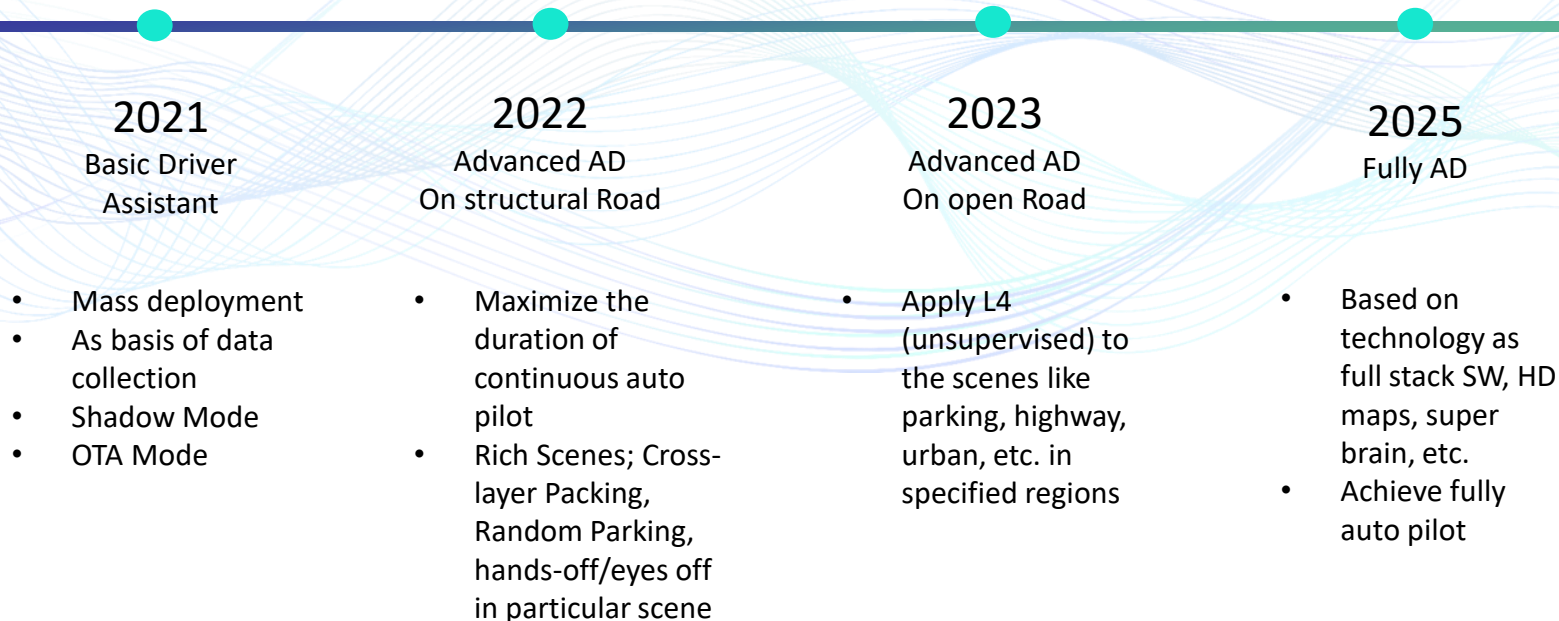 2021
Basic Driver
Assistant
• Mass deployment
• As basis of data
collection
• Shadow Mode
• OTA Mode
2022
Advanced AD
On structural Road
• Maximize the
duration of
continuous auto
pilot
• Rich Scenes; Cross-
layer Packing,
Random Parking,
hands-off/eyes off
in particular scene
2023
Advanced AD
On open Road
• Apply L4
(unsupervised) to
the scenes like
parking, highway,
urban, etc. in
specified regions
2025
Fully AD
• Based on
technology as
full stack SW, HD
maps, super
brain, etc.
• Achieve fully
auto pilot